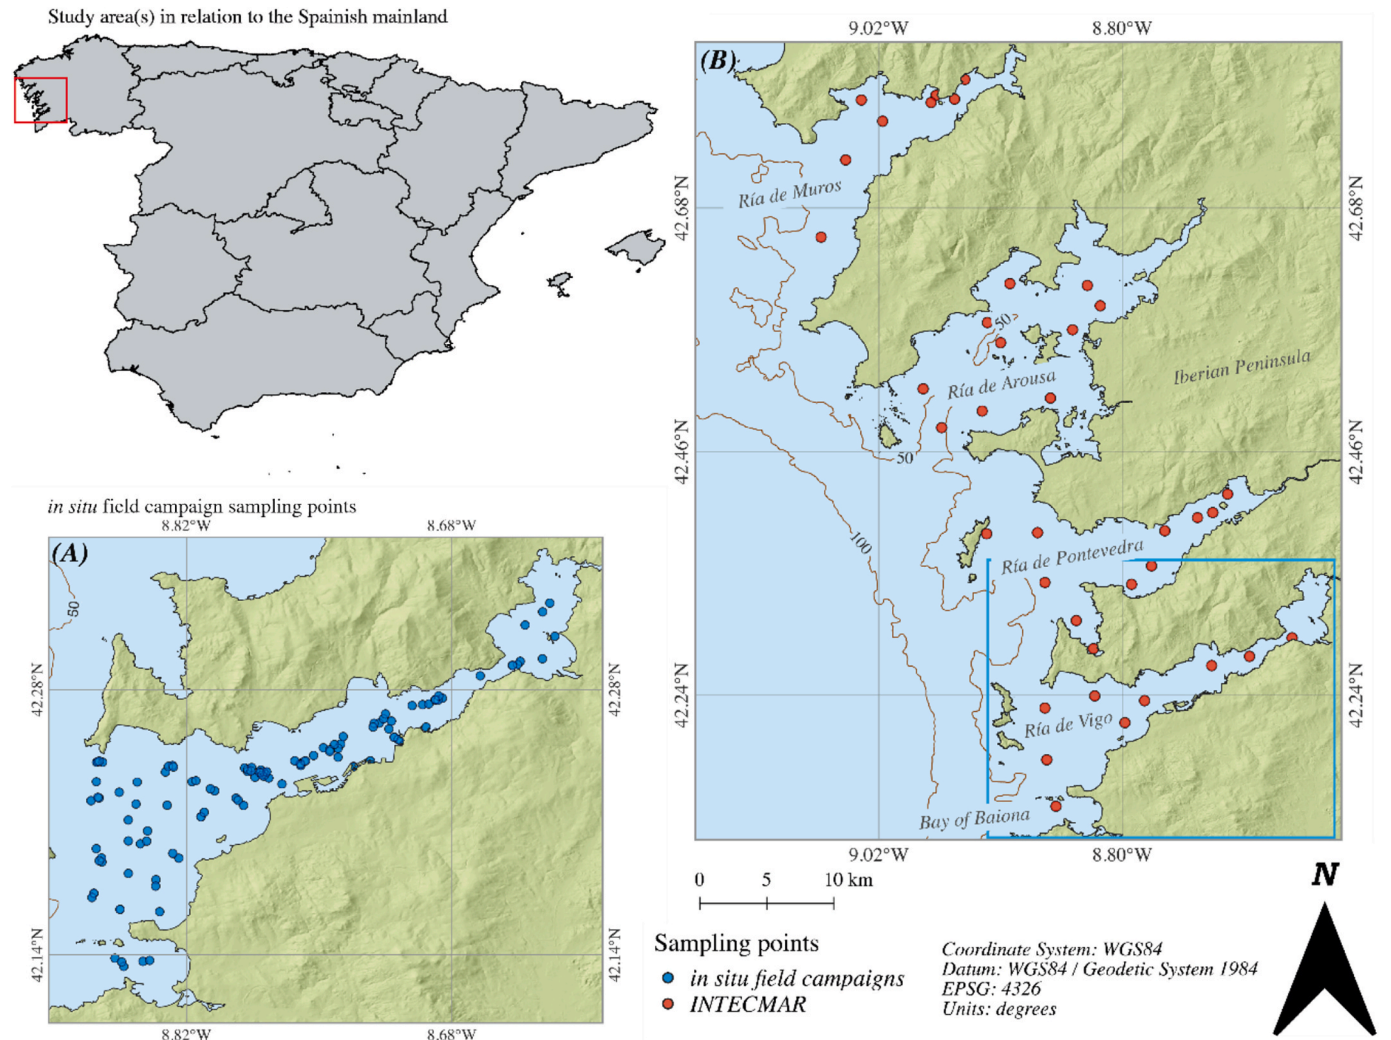 Study area(s) in relation to the Spainish mainland
in situ field campaign sampling points
8.82°W
8.68°W
(A)
50
42.28°N
42.28°N
42.14°N
42.14°N
8.82°W
8.68°W
9.02°W
8.80°W
(B)
Ría de Muros
42.68°N
42.68°N
50
Ría de Arousa
Iberian Peninsula
42.46°N
42.46°N
50
100
Ría de Pontevedra
42.24°N
42.24°N
Ría de Vigo
Bay of Baiona
9.02°W
8.80°W
0 5 10 km
N
Sampling points
in situ field campaigns
INTECMAR
Coordinate System: WGS84
Datum: WGS84 / Geodetic System 1984
EPSG: 4326
Units: degrees